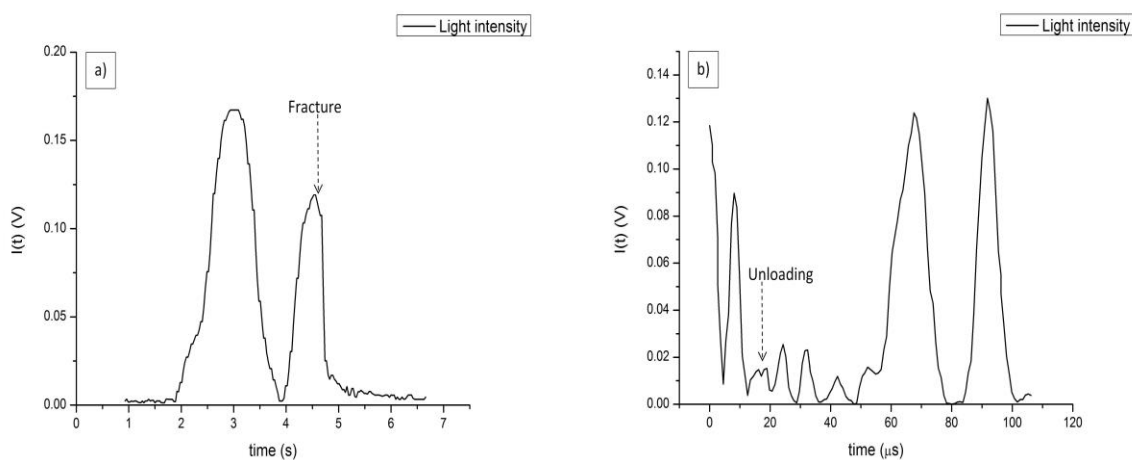 Light intensity
a)
0.20
0.15
0.10
0.05
0.00
I(t) (V)
Fracture
1 2 3 4 5 6 7
time (s)
Light intensity
b)
0.14
0.12
0.10
0.08
0.06
0.04
0.02
0.00
I(t) (V)
Unloading
0 20 40 60 80 100 120
time (μs)